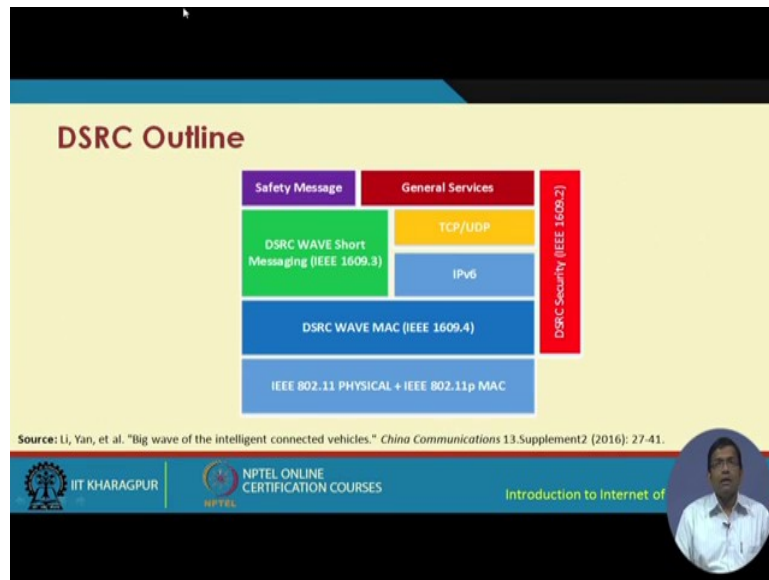 DSRC Outline
Safety Message
General Services
DSRC WAVE Short
Messaging (IEEE 1609.3)
TCP/UDP
IPv6
DSRC Security (IEEE 1609.2)
DSRC WAVE MAC (IEEE 1609.4)
IEEE 802.11 PHYSICAL + IEEE 802.11p MAC
Source: Li, Yan, et al. "Big wave of the intelligent connected vehicles." China Communications 13.Supplement2 (2016): 27-41.
IIT KHARAGPUR
NPTEL
NPTEL ONLINE
CERTIFICATION COURSES
Introduction to Internet of